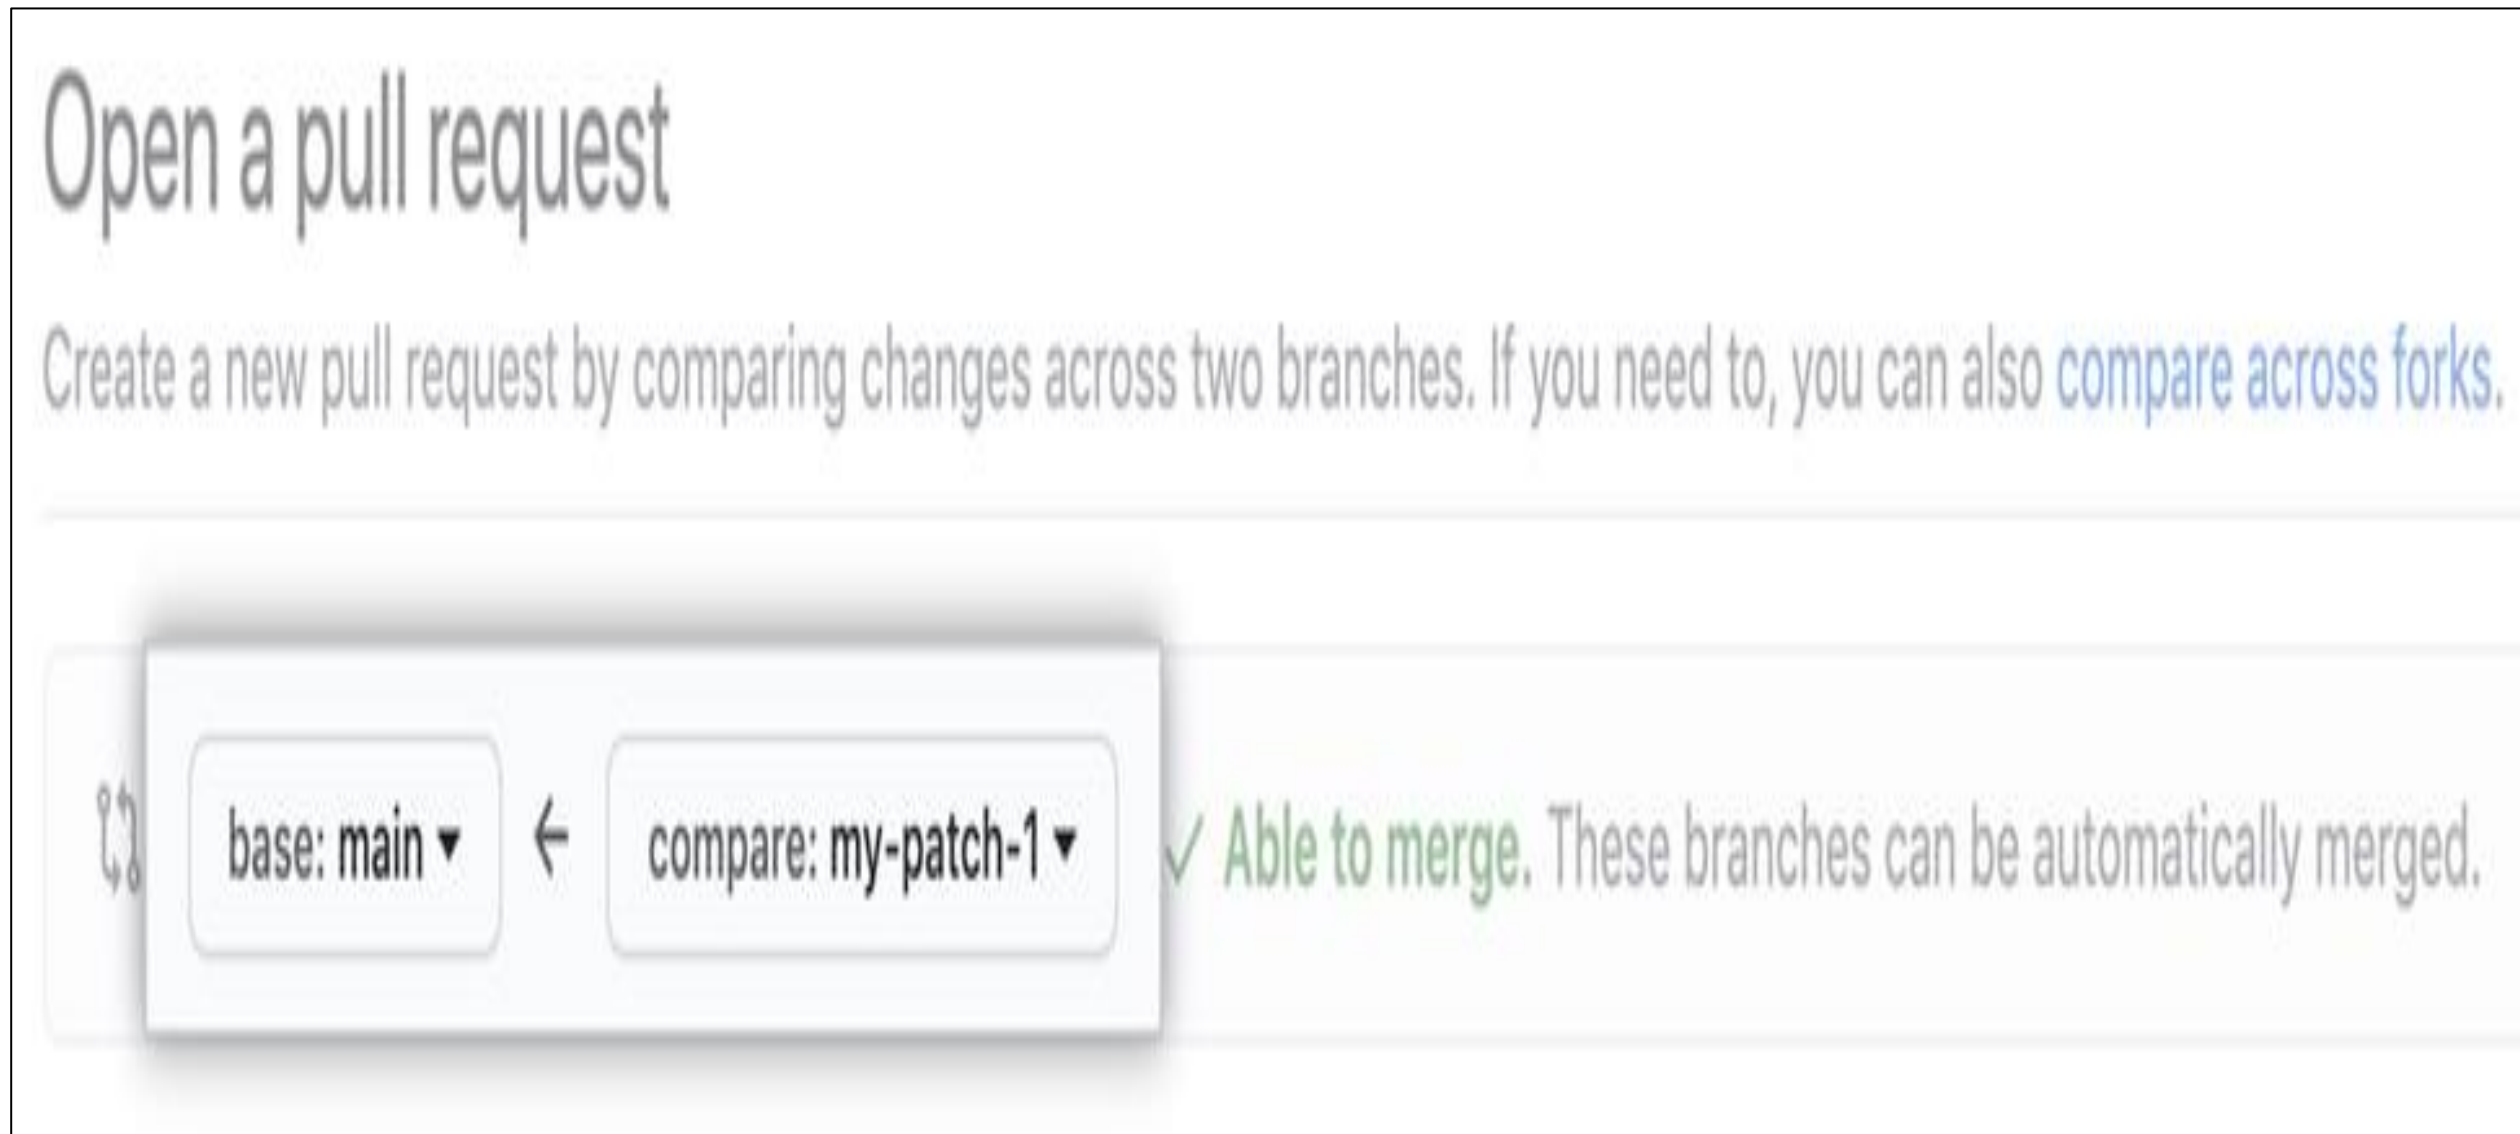 Open a pull request
Create a new pull request by comparing changes across two branches. If you need to, you can also compare across forks.
base: main ▾ ← compare: my-patch-1 ▾ ✓ Able to merge. These branches can be automatically merged.